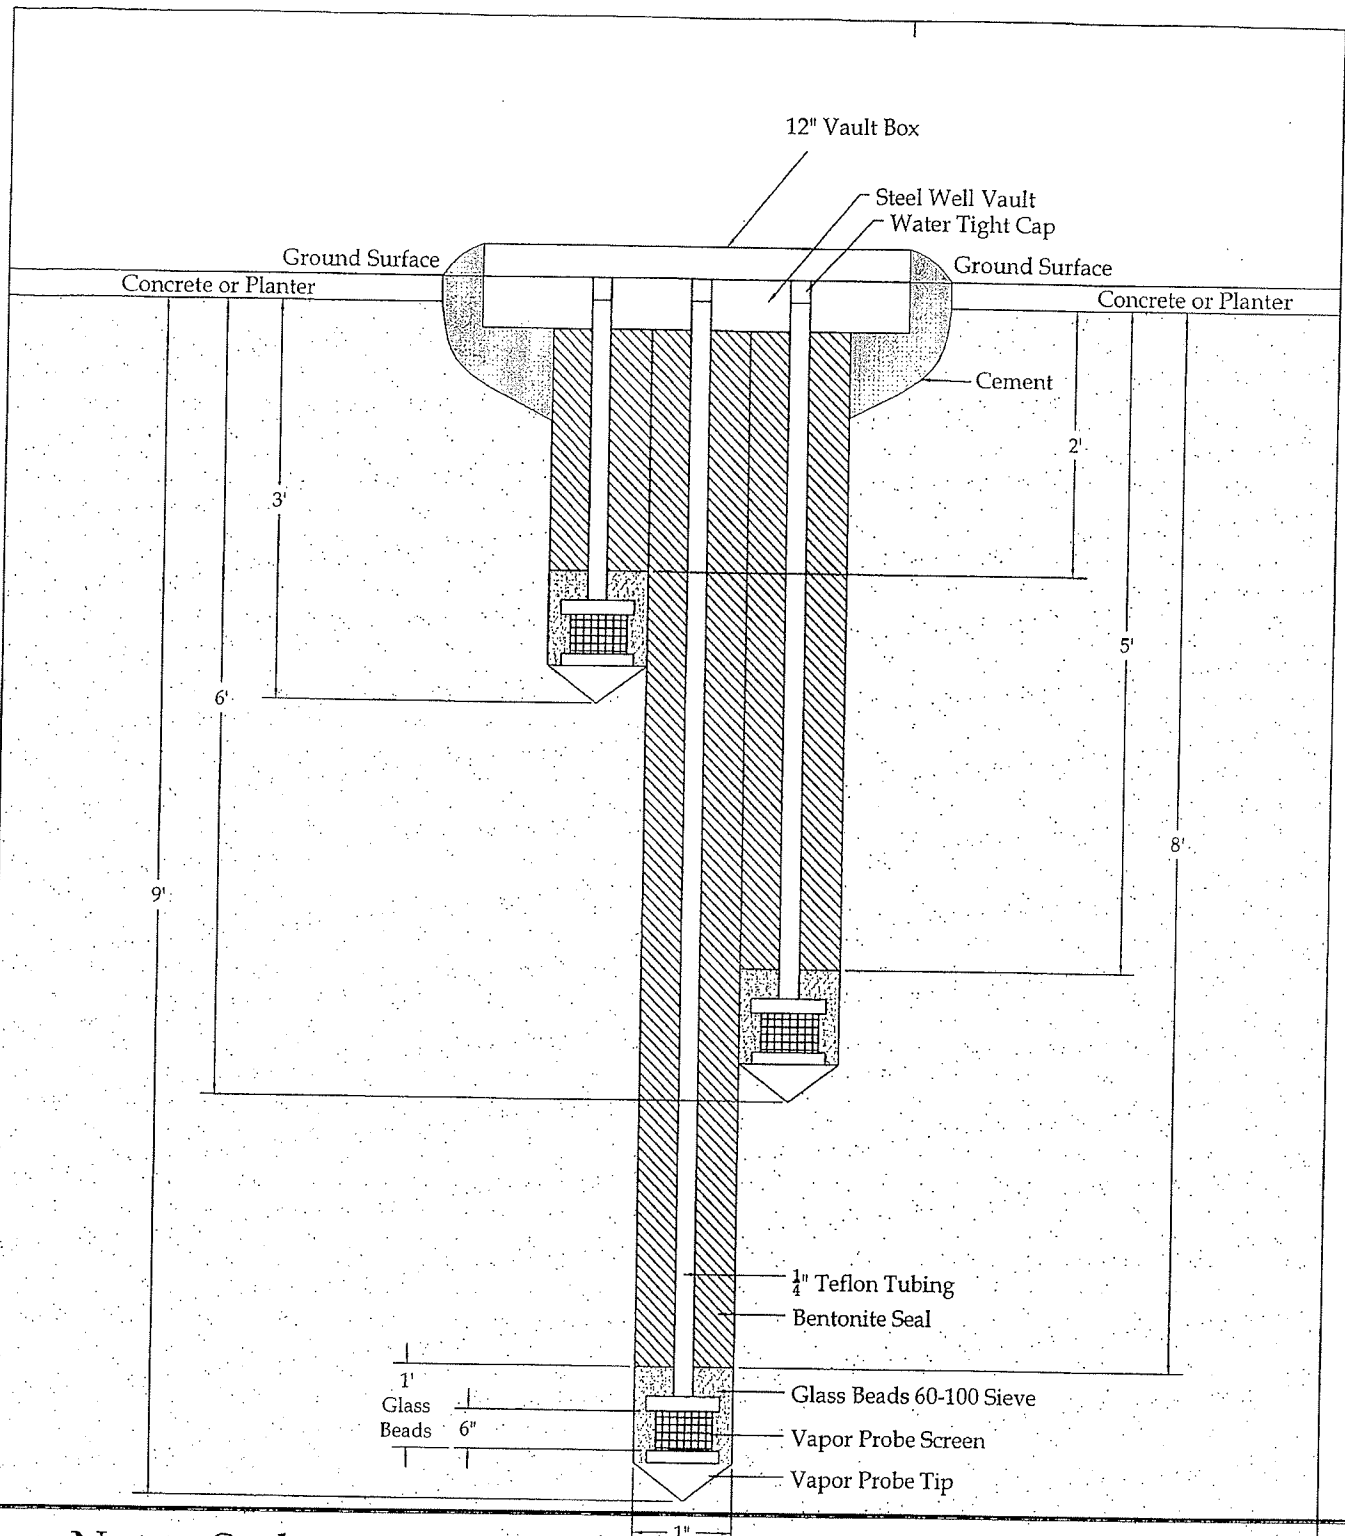 12" Vault Box
Steel Well Vault
Water Tight Cap
Ground Surface
Ground Surface
Concrete or Planter
Concrete or Planter
Cement
2'
3'
5'
6'
8'
9'
1/4" Teflon Tubing
Bentonite Seal
1'
Glass
Beads
6"
Glass Beads 60-100 Sieve
Vapor Probe Screen
Vapor Probe Tip
1"